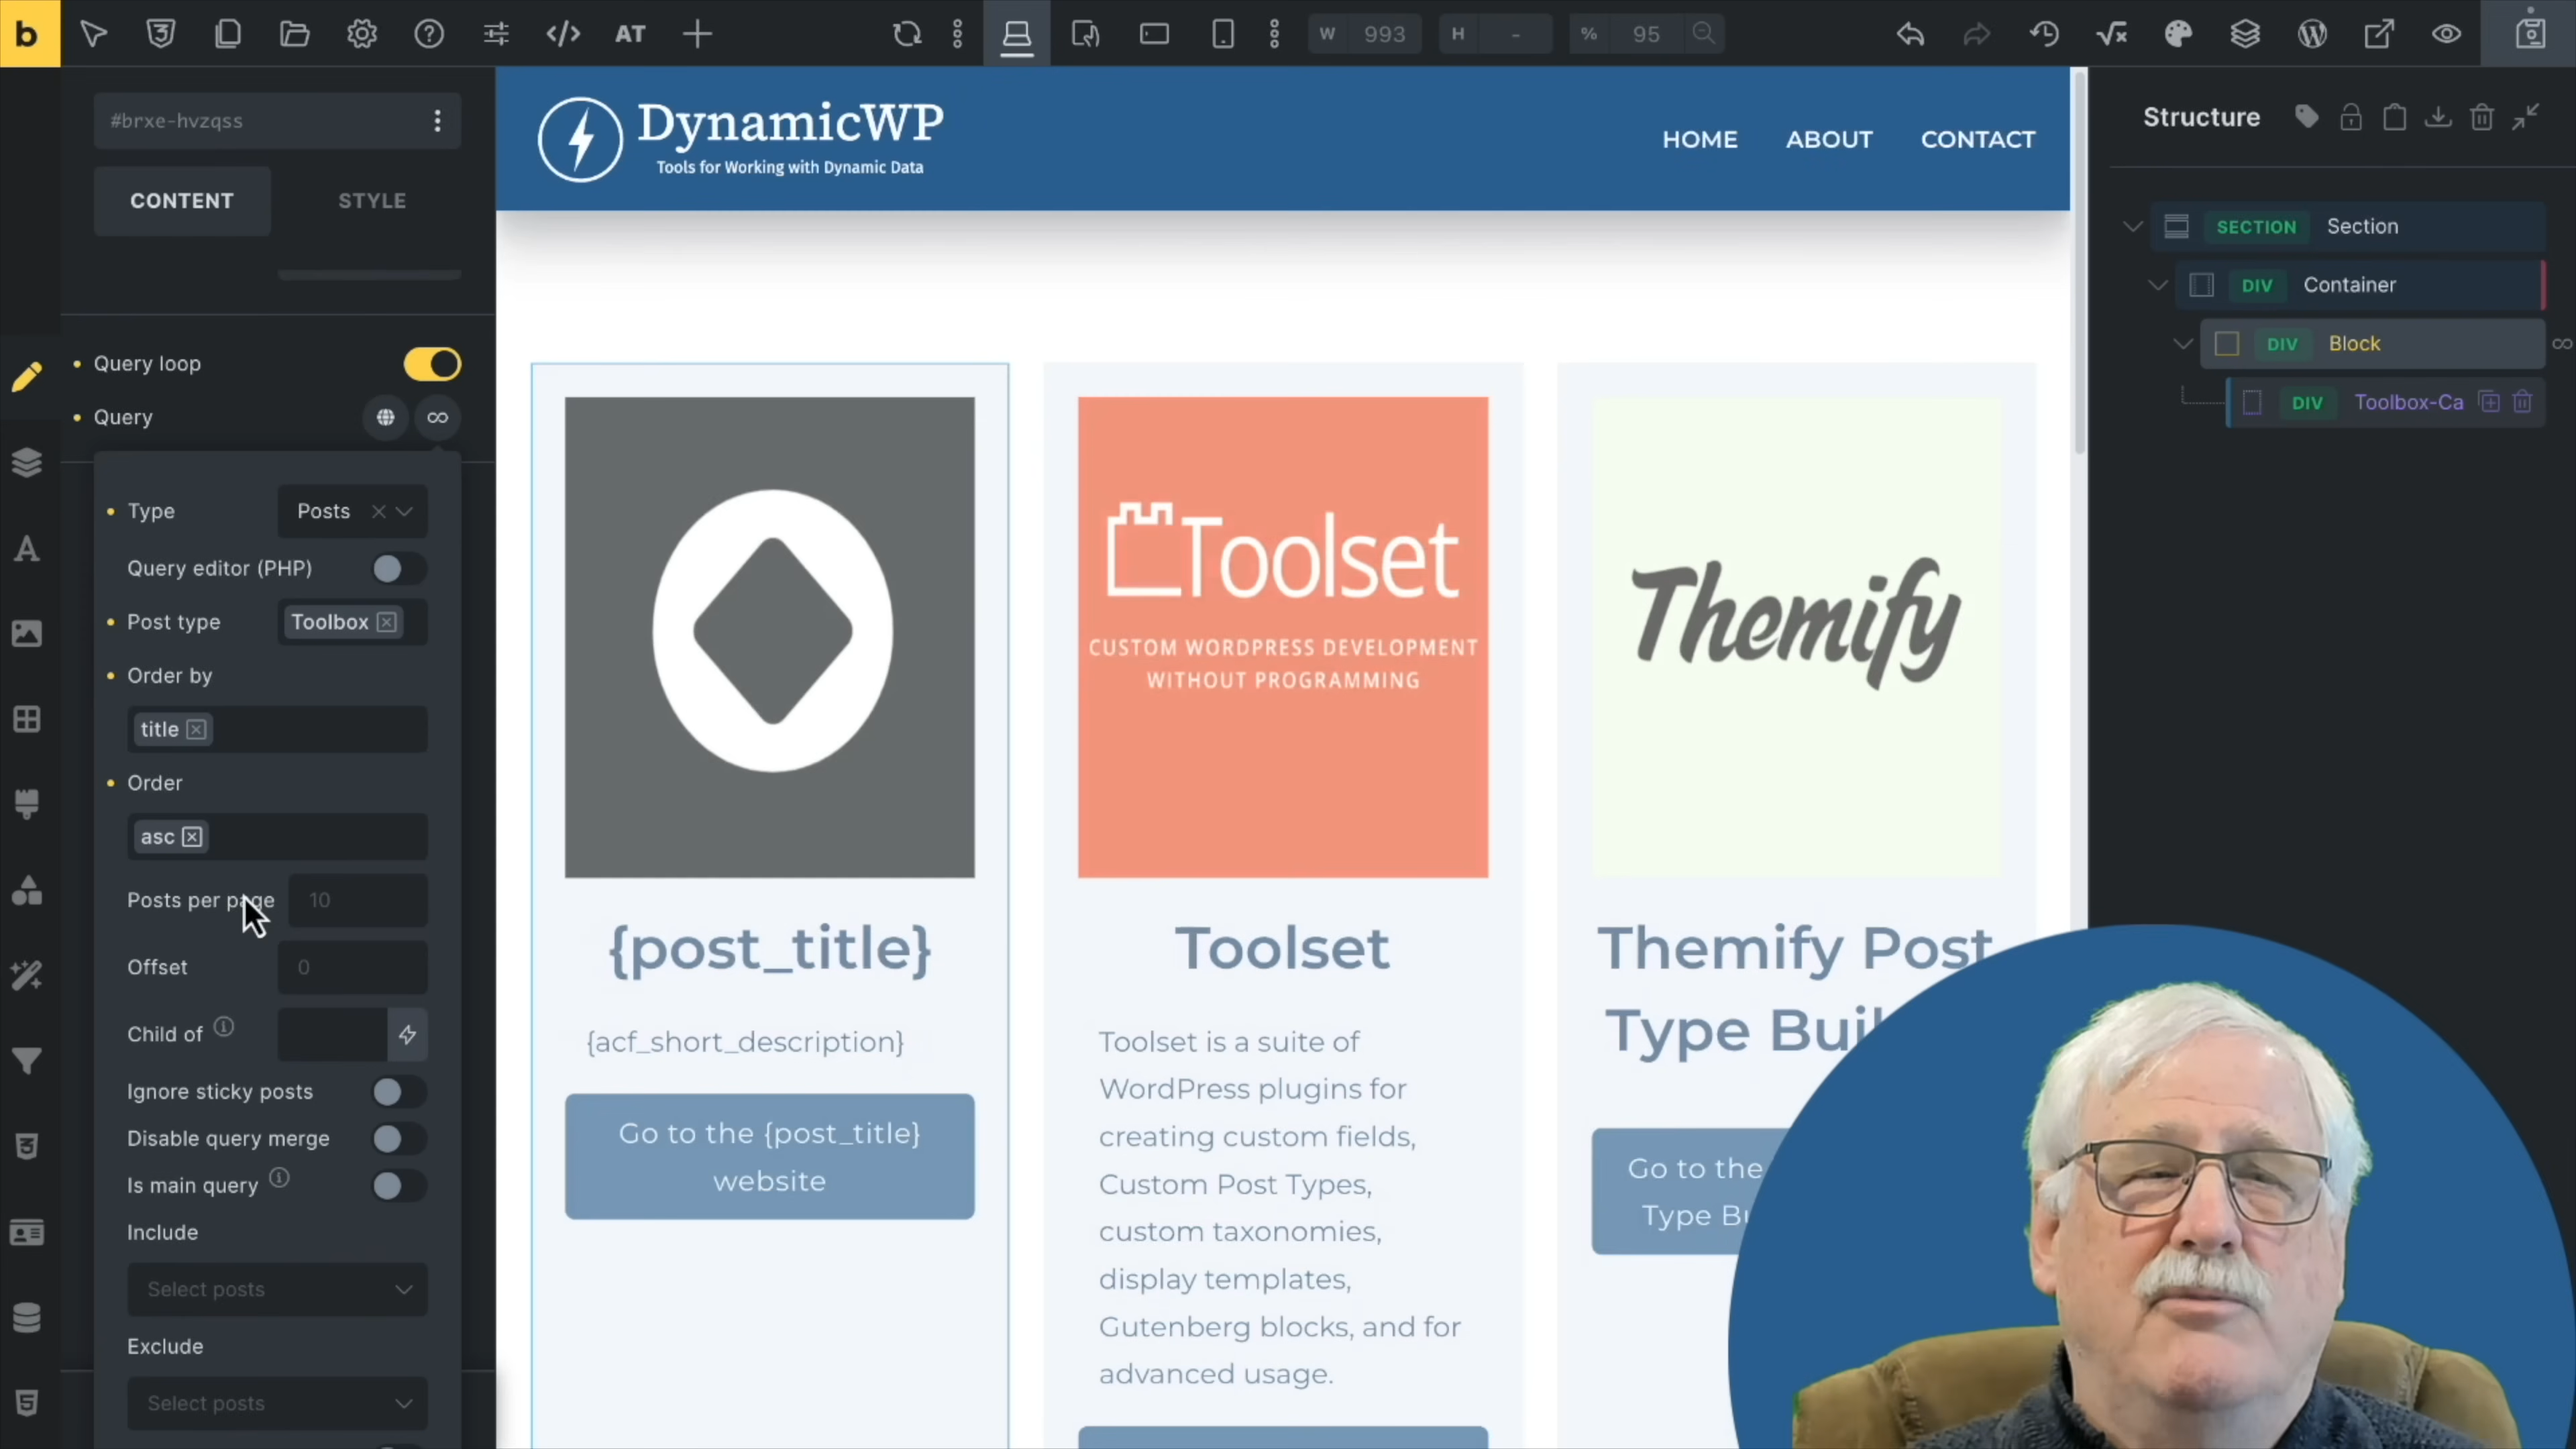 b
AT
W 993
H -
% 95
#brxe-hvzqss
CONTENT
STYLE
Query loop
Query
Type
Posts
Query editor (PHP)
Post type
Toolbox
Order by
title
Order
asc
Posts per page
10
Offset
0
Child of
Ignore sticky posts
Disable query merge
Is main query
Include
Select posts
Exclude
Select posts
DynamicWP
Tools for Working with Dynamic Data
HOME ABOUT CONTACT
{post_title}
{acf_short_description}
Go to the {post_title}
website
Toolset
CUSTOM WORDPRESS DEVELOPMENT
WITHOUT PROGRAMMING
Toolset
Toolset is a suite of
WordPress plugins for
creating custom fields,
Custom Post Types,
custom taxonomies,
display templates,
Gutenberg blocks, and for
advanced usage.
Themify
Themify Post
Type Buil
Go to the
Type Bu
Structure
SECTION Section
DIV Container
DIV Block
DIV Toolbox-Ca